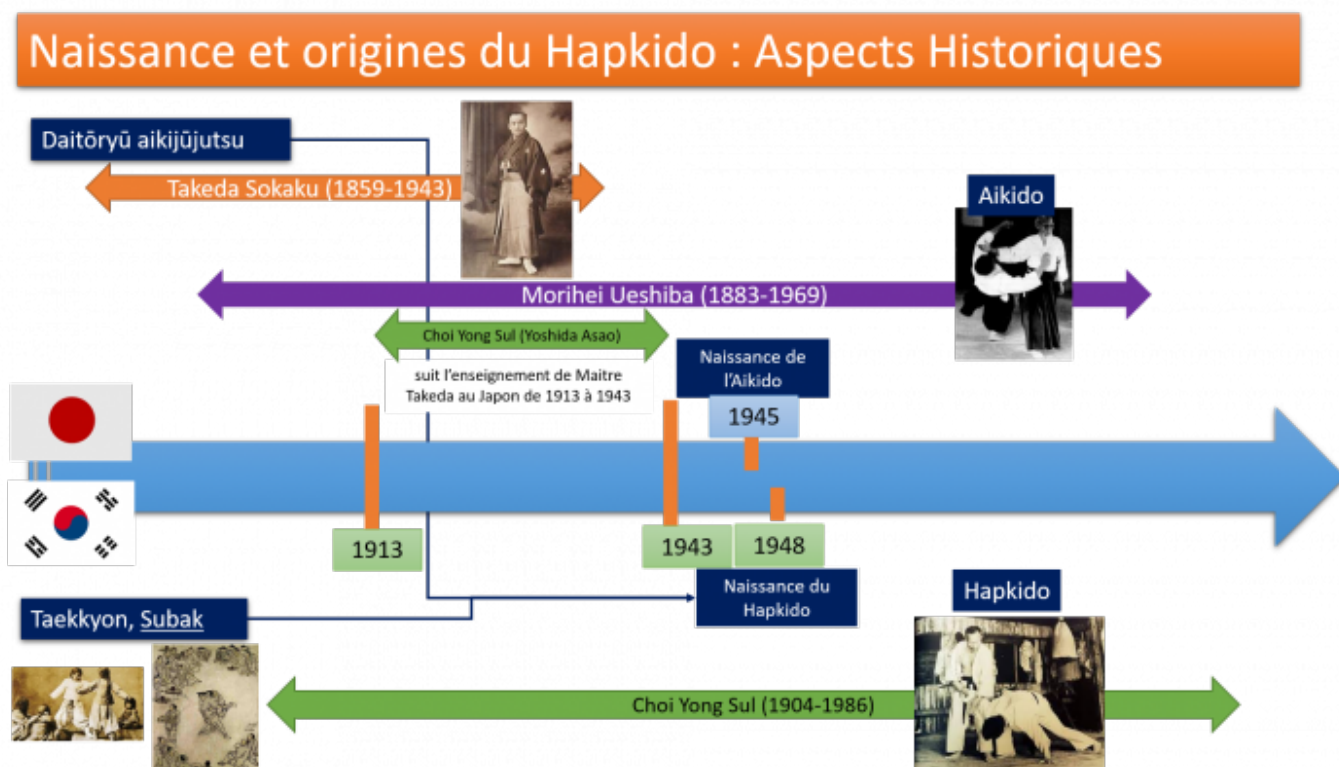 Naissance et origines du Hapkido : Aspects Historiques
Daitōryū aikijūjutsu
Takeda Sokaku (1859-1943)
Aikido
Morihei Ueshiba (1883-1969)
Choi Yong Sul (Yoshida Asao)
suit l'enseignement de Maitre
Takeda au Japon de 1913 à 1943
Naissance de
l'Aikido
1945
1913
1943
1948
Naissance du
Hapkido
Taekkyon, Subak
Hapkido
Choi Yong Sul (1904-1986)